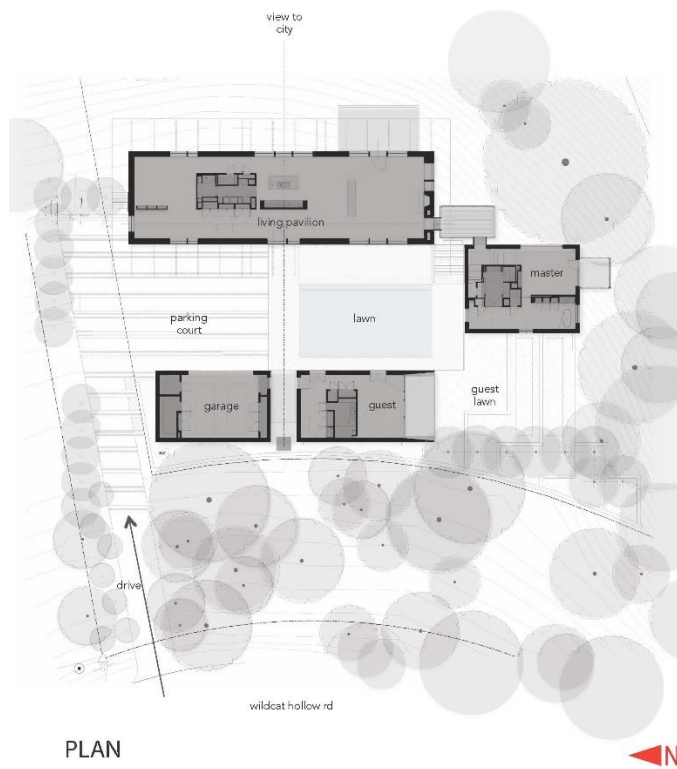 view to
city
living pavilion
master
parking
court
lawn
guest
lawn
garage
guest
drive
wildcat hollow rd
PLAN
N